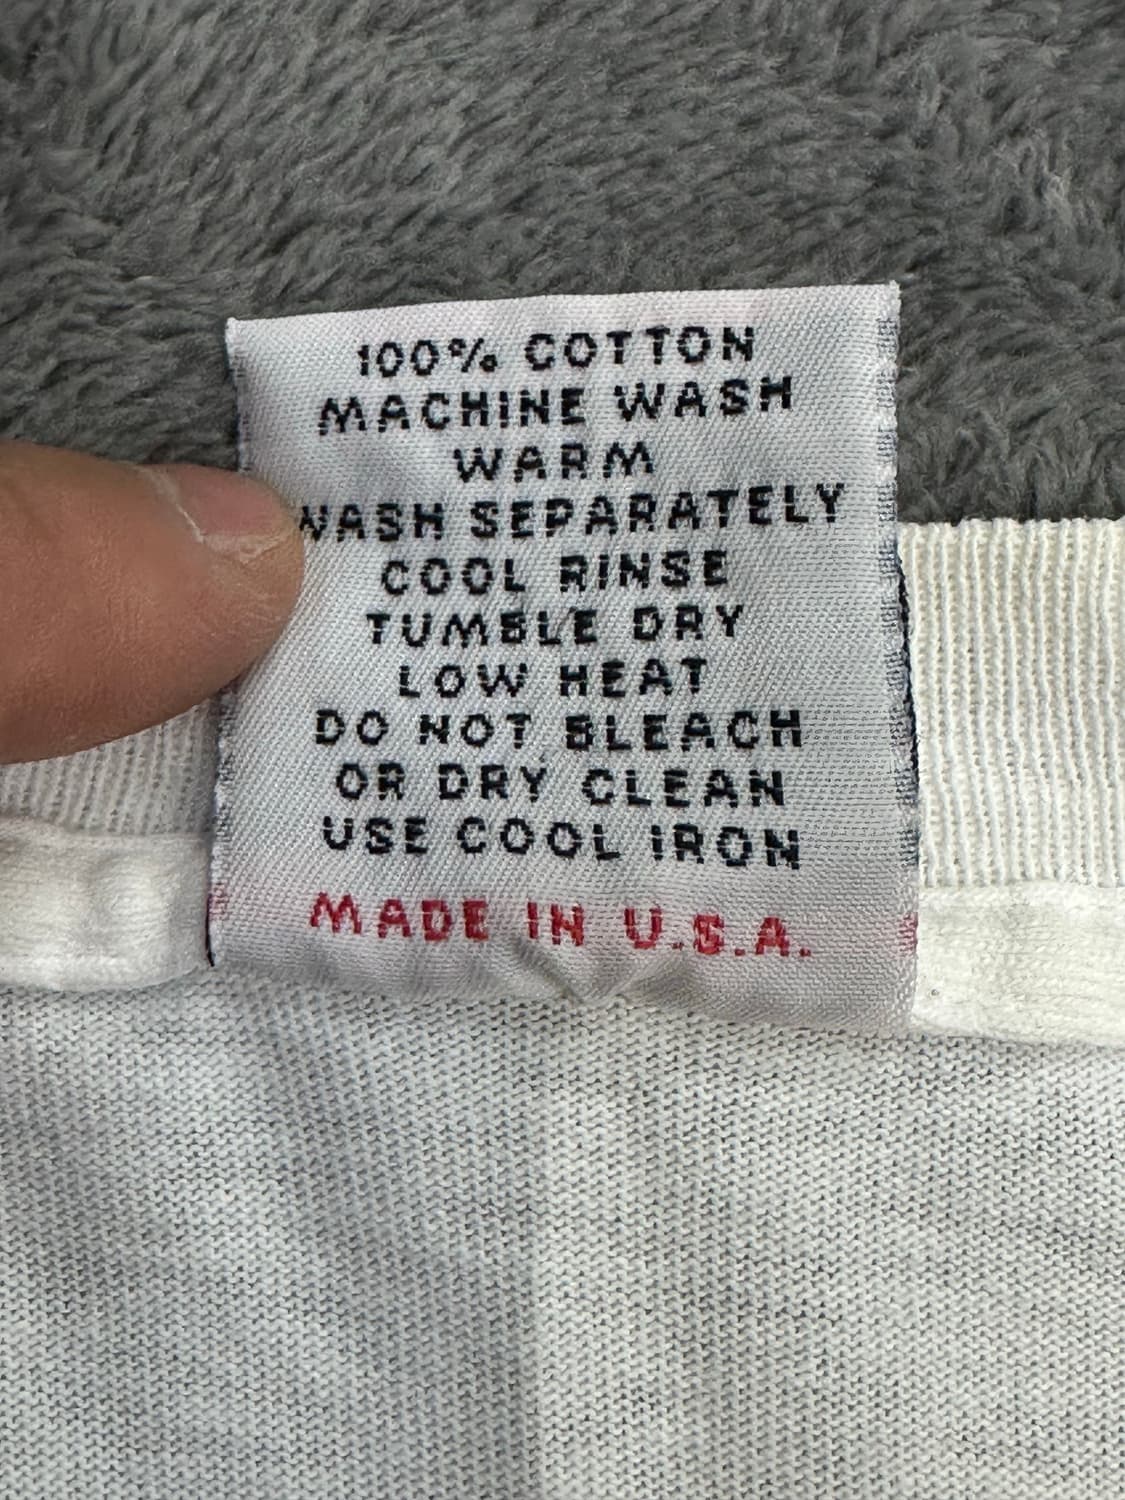 100% COTTON
MACHINE WASH
WARM
WASH SEPARATELY
COOL RINSE
TUMBLE DRY
LOW HEAT
DO NOT BLEACH
OR DRY CLEAN
USE COOL IRON
MADE IN U.S.A.